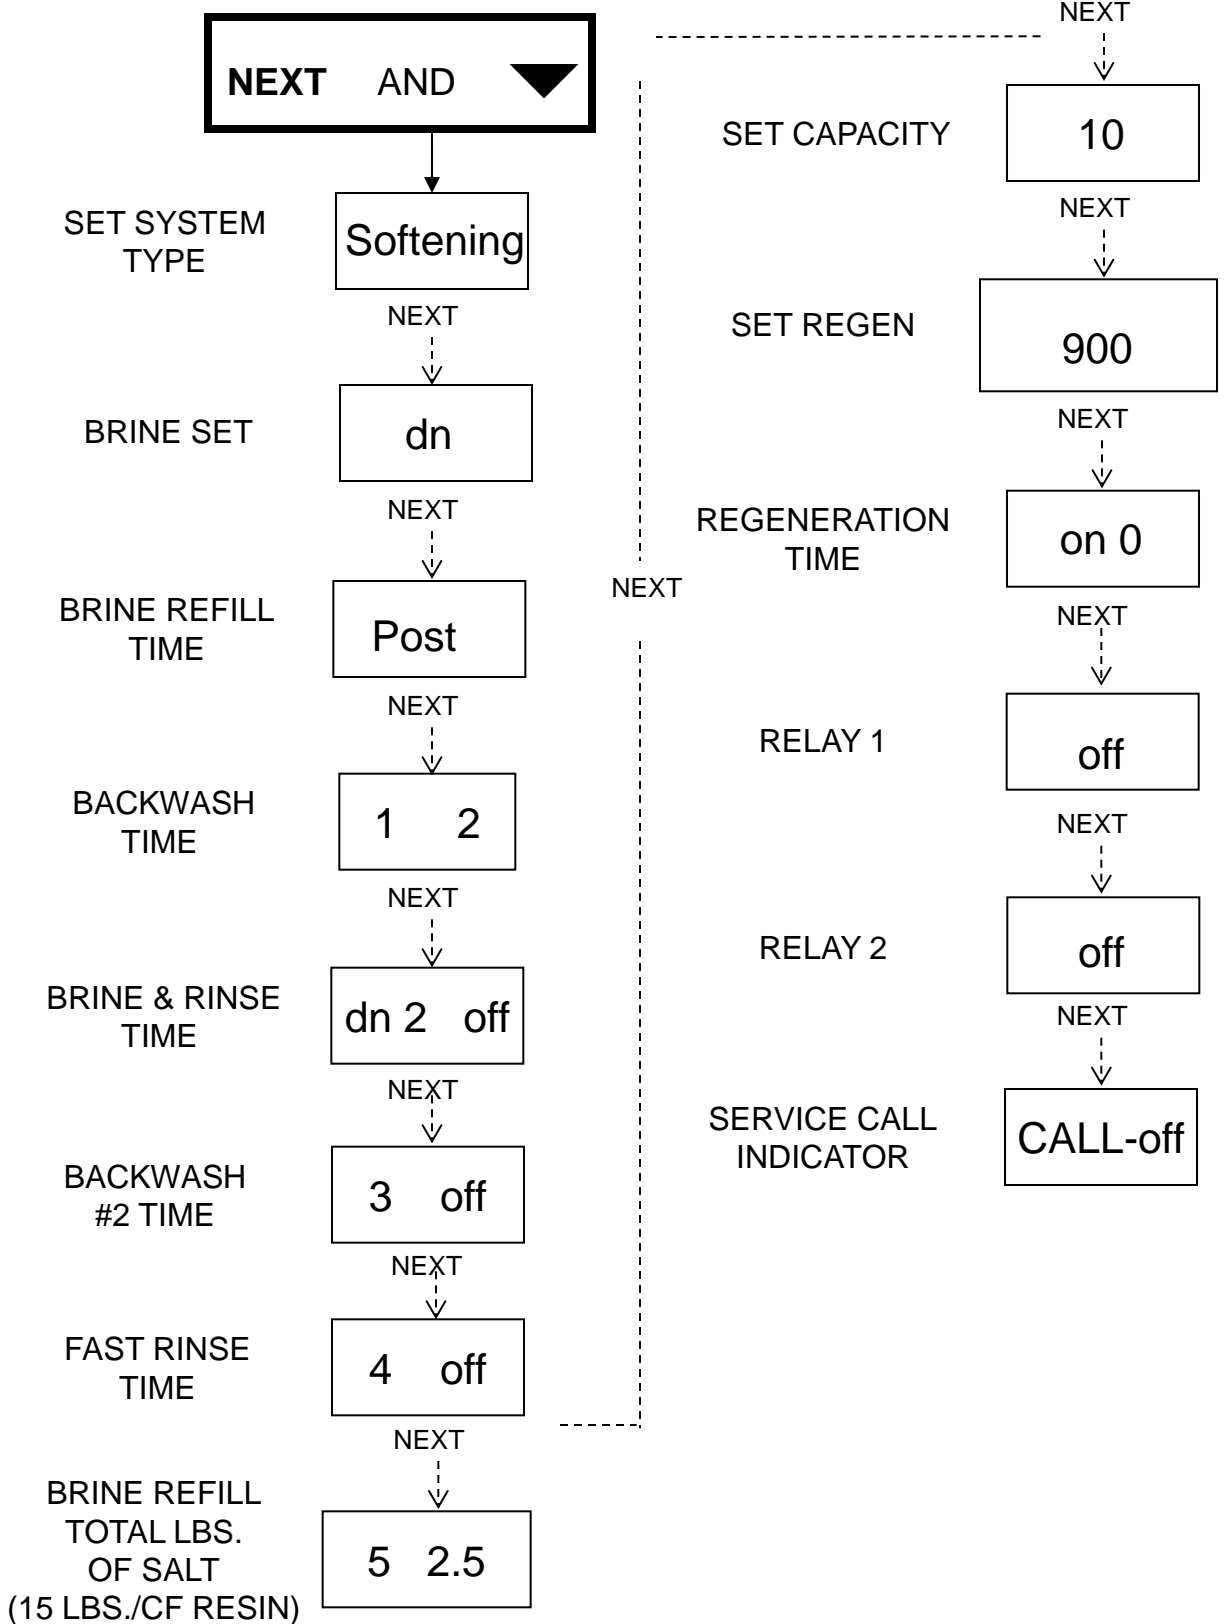 NEXT AND
SET SYSTEM
TYPE
Softening
NEXT
BRINE SET
dn
NEXT
BRINE REFILL
TIME
Post
NEXT
BACKWASH
TIME
1 2
NEXT
BRINE & RINSE
TIME
dn 2 off
NEXT
BACKWASH
#2 TIME
3 off
NEXT
FAST RINSE
TIME
4 off
NEXT
BRINE REFILL
TOTAL LBS.
OF SALT
(15 LBS./CF RESIN)
5 2.5
NEXT
NEXT
SET CAPACITY
10
NEXT
SET REGEN
900
NEXT
REGENERATION
TIME
on 0
NEXT
RELAY 1
off
NEXT
RELAY 2
off
NEXT
SERVICE CALL
INDICATOR
CALL-off